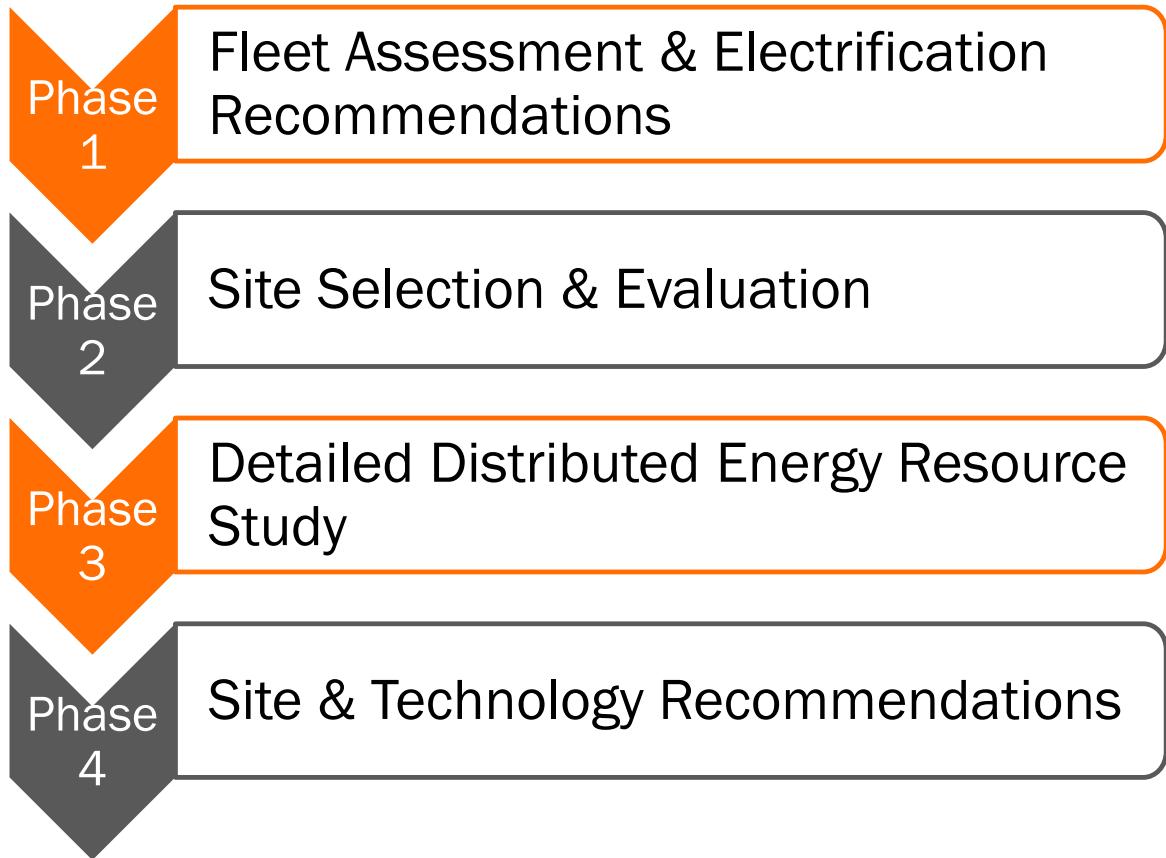 Phase
1
Fleet Assessment & Electrification
Recommendations
Phase
2
Site Selection & Evaluation
Phase
3
Detailed Distributed Energy Resource
Study
Phase
4
Site & Technology Recommendations